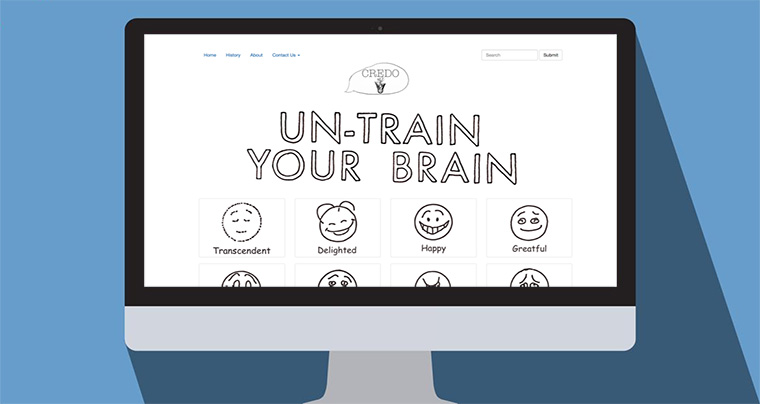 Home History About Contact Us
Search Submit
CREDO
UN-TRAIN
YOUR BRAIN
Transcendent Delighted Happy Greatful